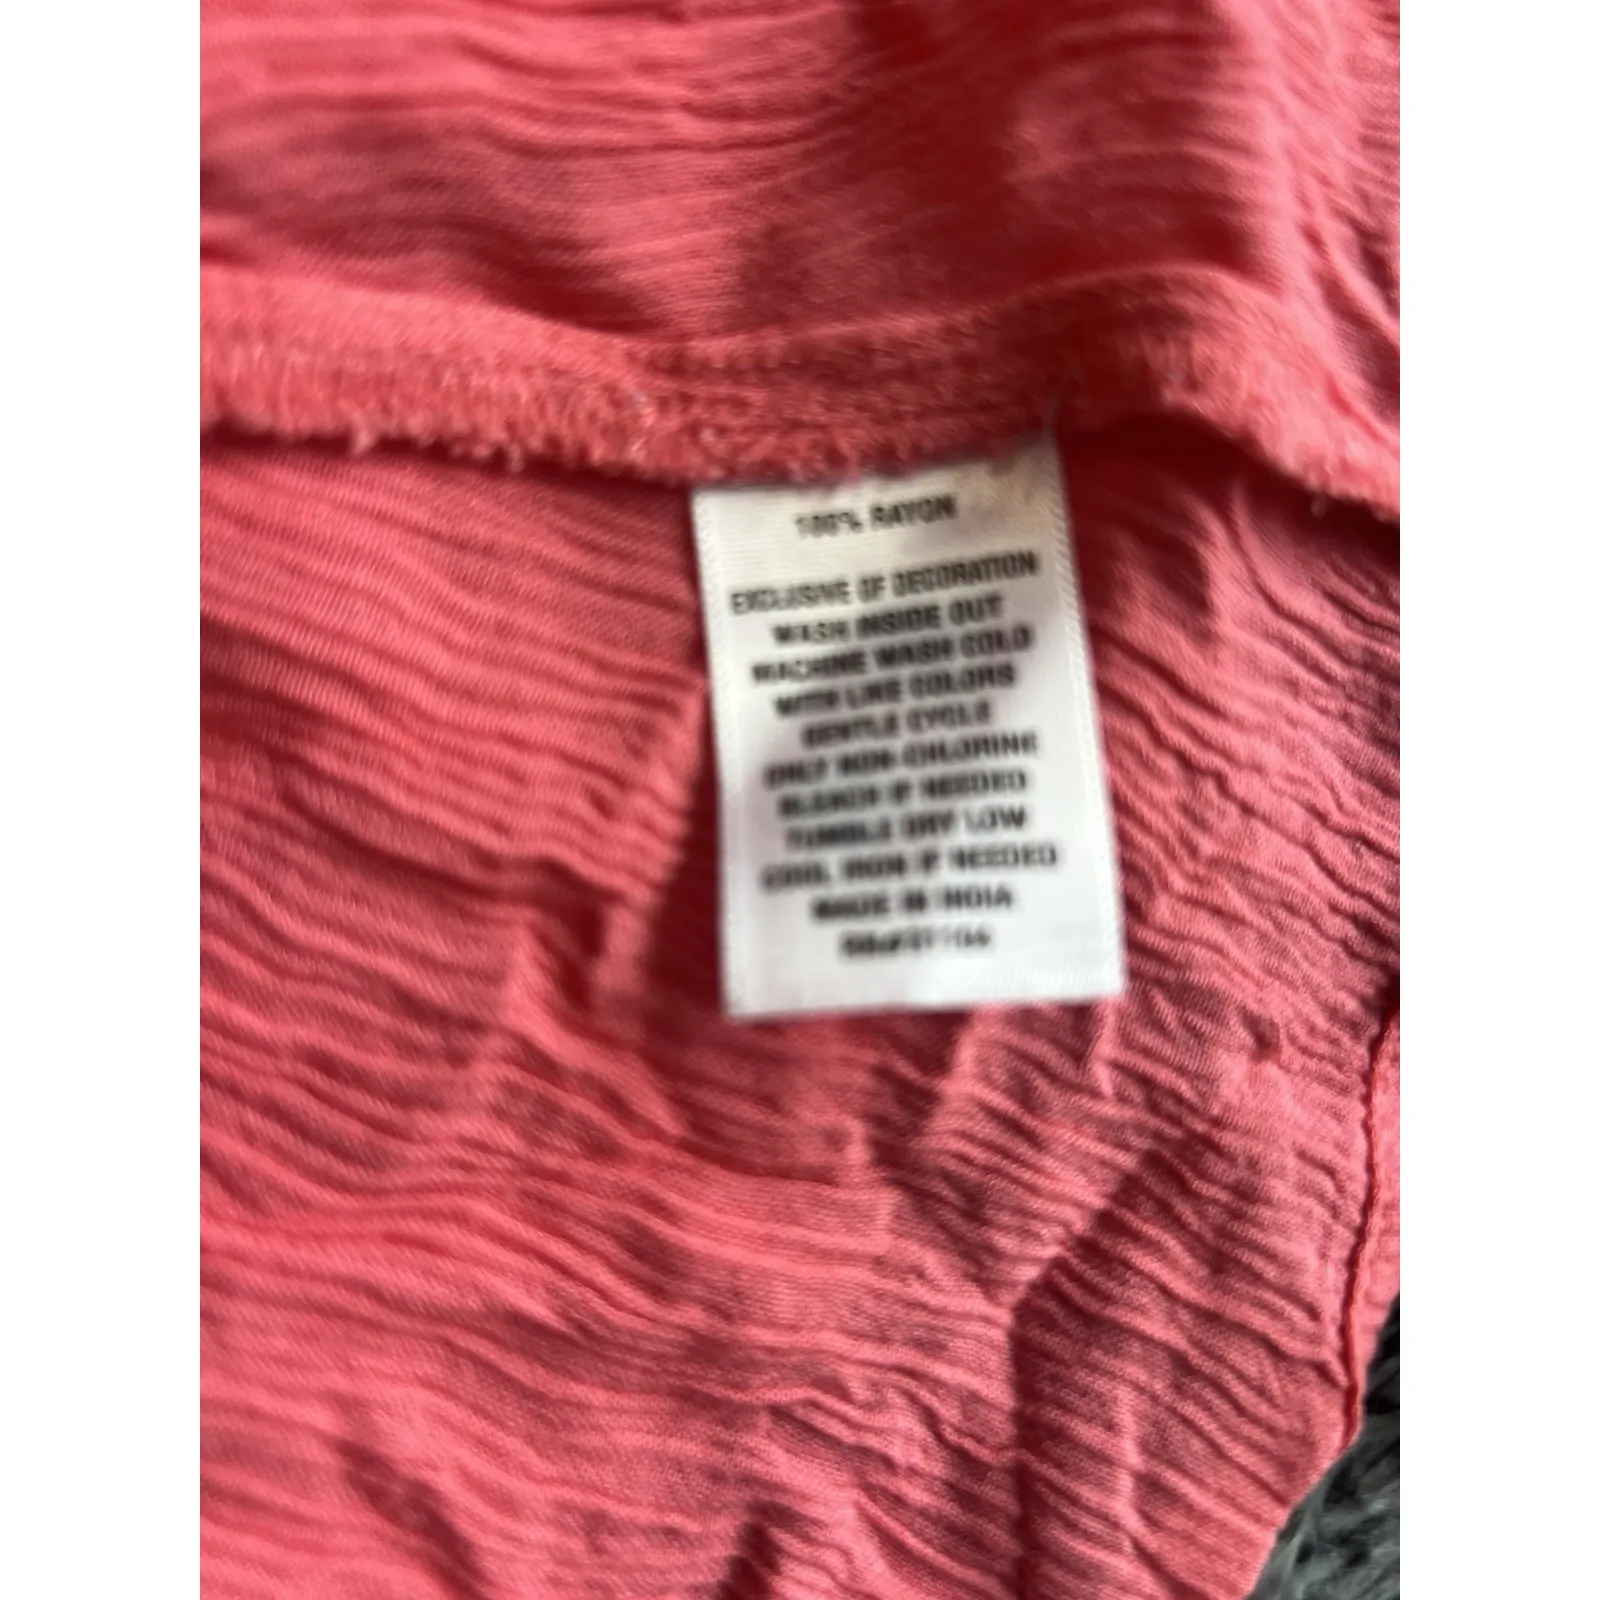 100% RAYON
EXCLUSIVE OF DECORATION
WASH INSIDE OUT
MACHINE WASH COLD
WITH LIKE COLORS
GENTLE CYCLE
ONLY NON-CHLORINE
BLEACH IF NEEDED
TUMBLE DRY LOW
COOL IRON IF NEEDED
MADE IN INDIA